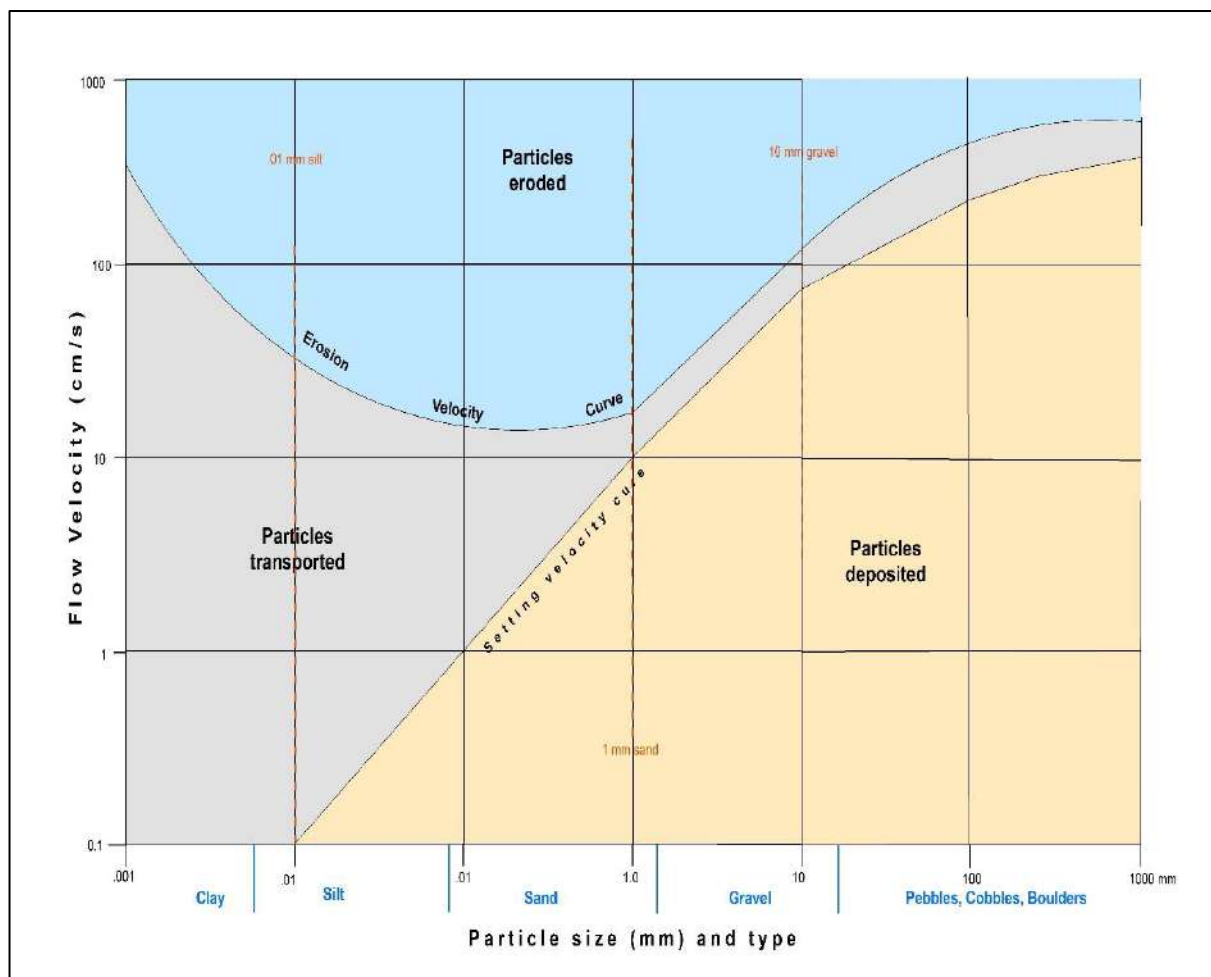 1000
01 mm silt
Particles
eroded
10 mm gravel
100
Erosion
Velocity
Curve
10
Flow Velocity (cm/s)
Setting velocity cure
Particles
transported
Particles
deposited
1
1 mm sand
0.1
.001
.01
.01
1.0
10
100
1000 mm
Clay
Silt
Sand
Gravel
Pebbles, Cobbles, Boulders
Particle size (mm) and type